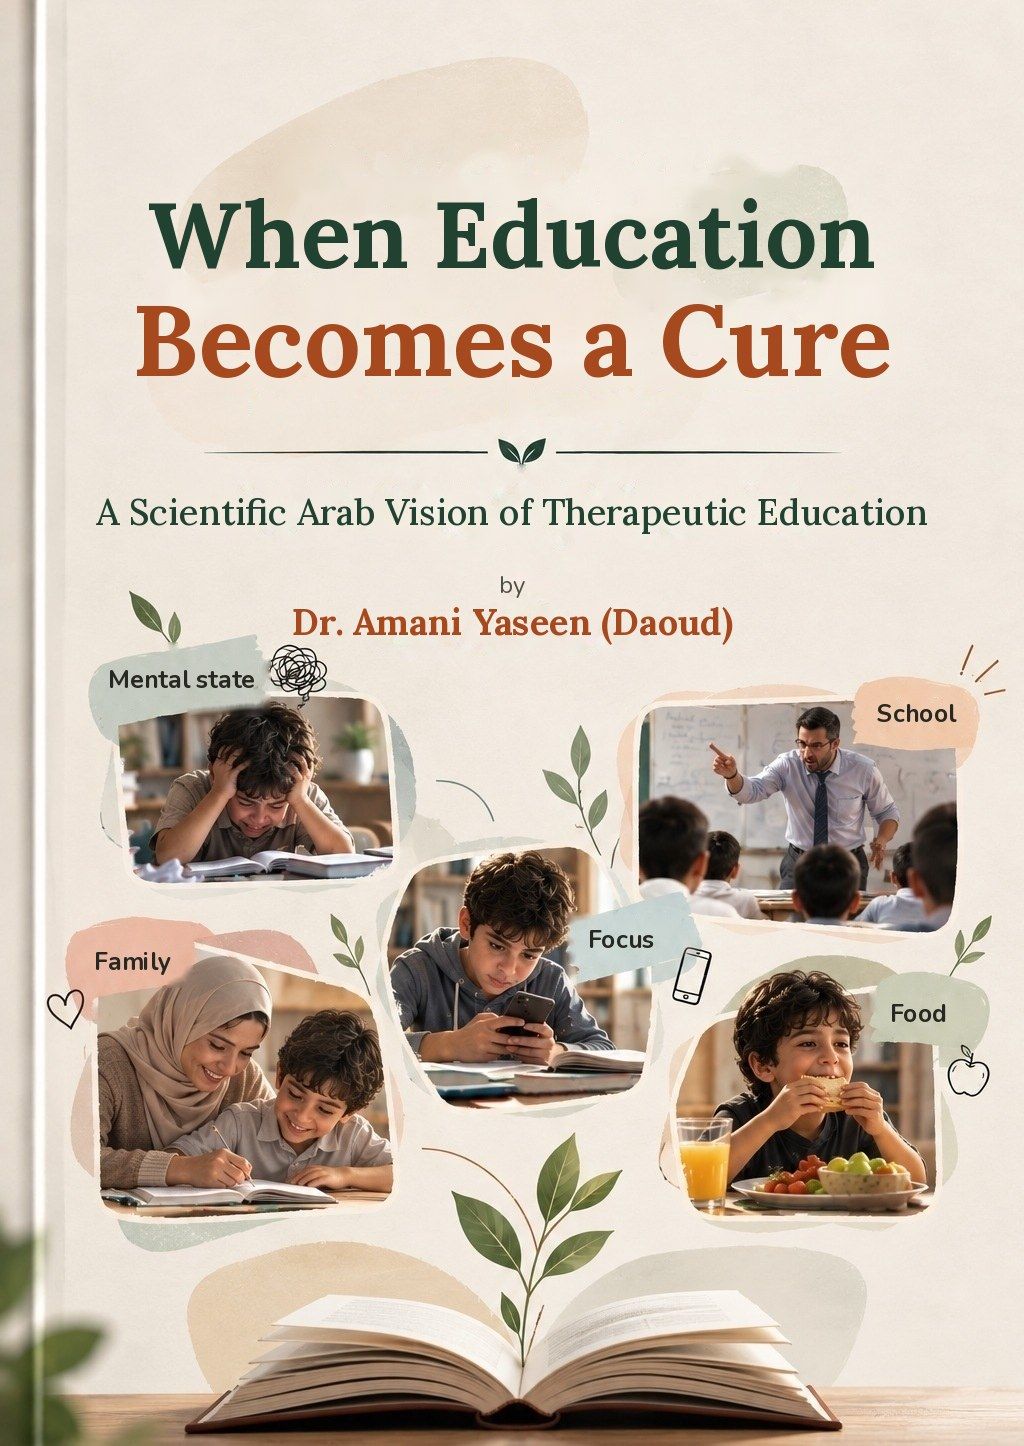 When Education
Becomes a Cure
A Scientific Arab Vision of Therapeutic Education
by
Dr. Amani Yaseen (Daoud)
Mental state
School
Family
Focus
Food